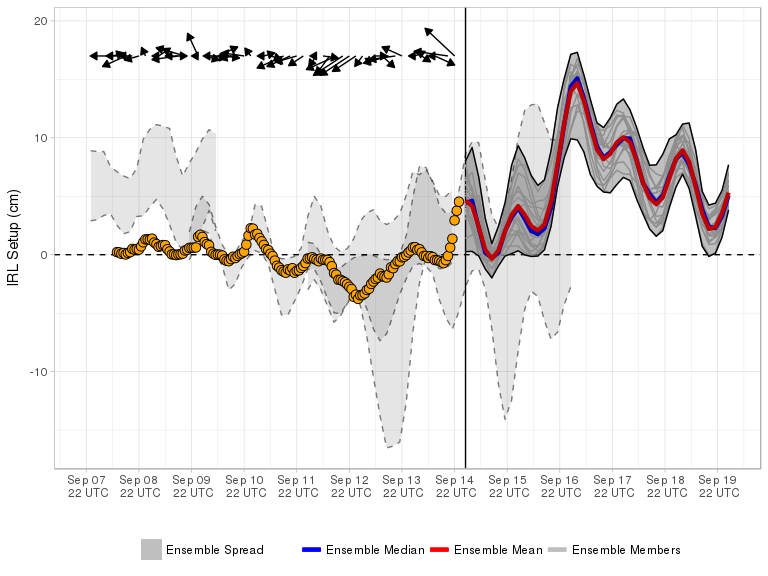 IRL Setup (cm)
20
10
0
-10
Sep 07 Sep 08 Sep 09 Sep 10 Sep 11 Sep 12 Sep 13 Sep 14 Sep 15 Sep 16 Sep 17 Sep 18 Sep 19
22 UTC 22 UTC 22 UTC 22 UTC 22 UTC 22 UTC 22 UTC 22 UTC 22 UTC 22 UTC 22 UTC 22 UTC 22 UTC
Ensemble Spread Ensemble Median Ensemble Mean Ensemble Members